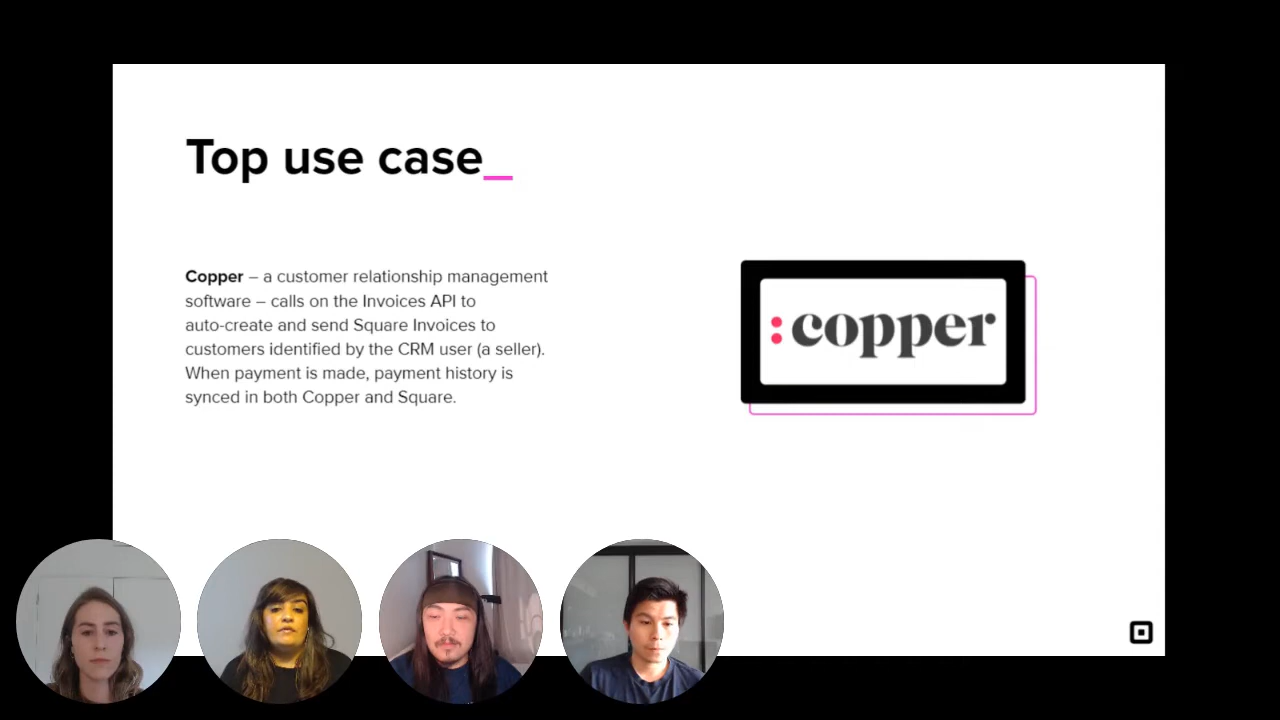 Top use case_
Copper – a customer relationship management
software – calls on the Invoices API to
auto-create and send Square Invoices to
customers identified by the CRM user (a seller).
When payment is made, payment history is
synced in both Copper and Square.
:copper